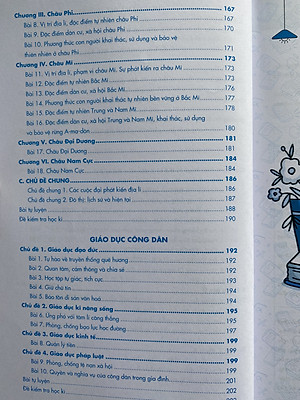 Chương III. Châu Phi 167
Bài 8. Vị trí địa lí, đặc điểm tự nhiên châu Phi 167
Bài 9. Đặc điểm dân cư, xã hội châu Phi 170
Bài 10. Phương thức con người khai thác, sử dụng và bảo vệ
thiên nhiên ở châu Phi 171
Chương IV. Châu Mĩ 173
Bài 11. Vị trí địa lí, phạm vi châu Mĩ. Sự phát kiến ra châu Mĩ
Bài 12. Đặc điểm tự nhiên Bắc Mĩ
Bài 13. Đặc điểm dân cư, xã hội Bắc Mĩ 176
Bài 14. Phương thức con người khai thác tự nhiên bền vững ở Bắc Mĩ
Bài 15. Đặc điểm tự nhiên Trung và Nam Mĩ
Bài 16. Đặc điểm dân cư, xã hội Trung và Nam Mĩ, khai thác, sử dụng
và bảo vệ rừng A-ma-dôn 180
Chương V. Châu Đại Dương 181
Bài 17. Châu Đại Dương 181
Chương VI. Châu Nam Cực 184
Bài 18. Châu Nam Cực 184
C. CHỦ ĐỀ CHUNG 186
Chủ đề chung 1. Các cuộc đại phát kiến địa lí 186
Chủ đề chung 2. Đô thị: lịch sử và hiện tại 187
Bài tự luyện 188
Đề kiểm tra học kì 190
GIÁO DỤC CÔNG DÂN
Chủ đề 1. Giáo dục đạo đức 192
Bài 1. Tự hào về truyền thống quê hương 192
Bài 2. Quan tâm, cảm thông và chia sẻ 192
Bài 3. Học tập tự giác, tích cực 193
Bài 4. Giữ chữ tín 194
Bài 5. Bảo tồn di sản văn hoá 194
Chủ đề 2. Giáo dục kĩ năng sống 195
Bài 6. Ứng phó với tâm lí căng thẳng 195
Bài 7. Phòng, chống bạo lực học đường 197
Chủ đề 3. Giáo dục kinh tế 199
Bài 8. Quản lý tiền 199
Chủ đề 4. Giáo dục pháp luật 199
Bài 9. Phòng, chống tệ nạn xã hội 199
Bài 10. Quyền và nghĩa vụ của công dân trong gia đình 200
Bài tự luyện 201
Đề kiểm tra học kì 202